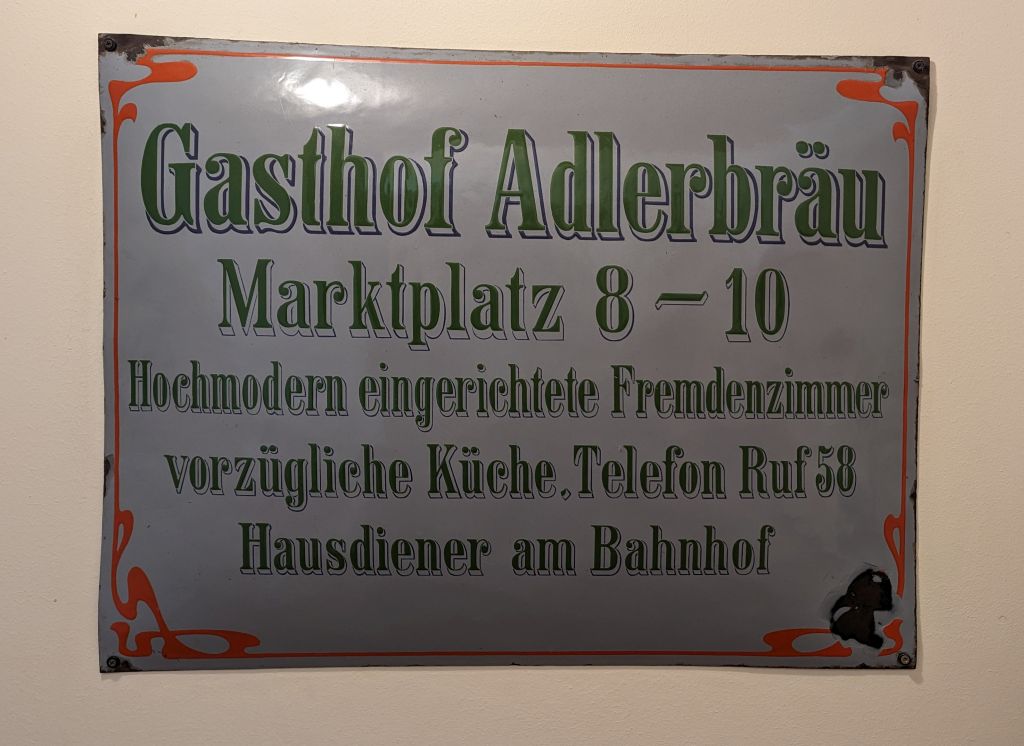 Gasthof Adlerbräu
Marktplatz 8 – 10
Hochmodern eingerichtete Fremdenzimmer
vorzügliche Küche, Telefon Ruf 58
Hausdiener am Bahnhof